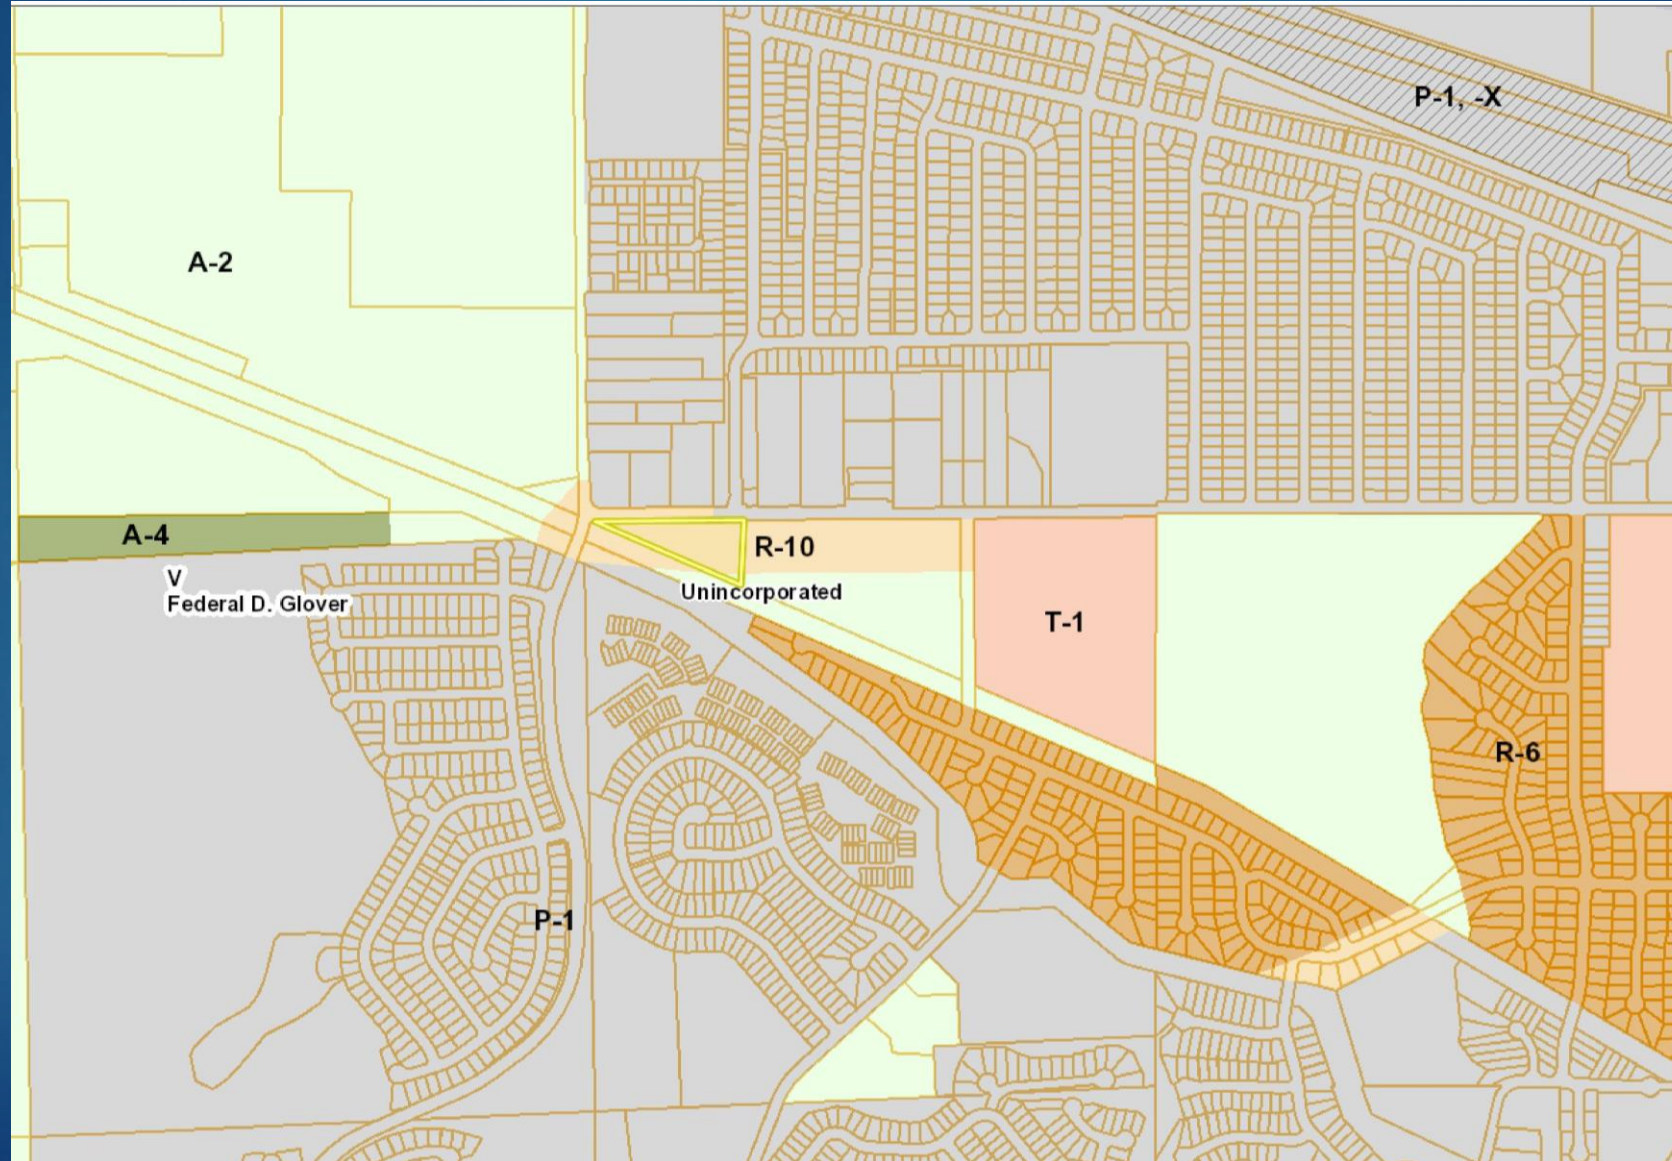 P-1, -X
A-2
A-4
R-10
V
Federal D. Glover
Unincorporated
T-1
R-6
P-1